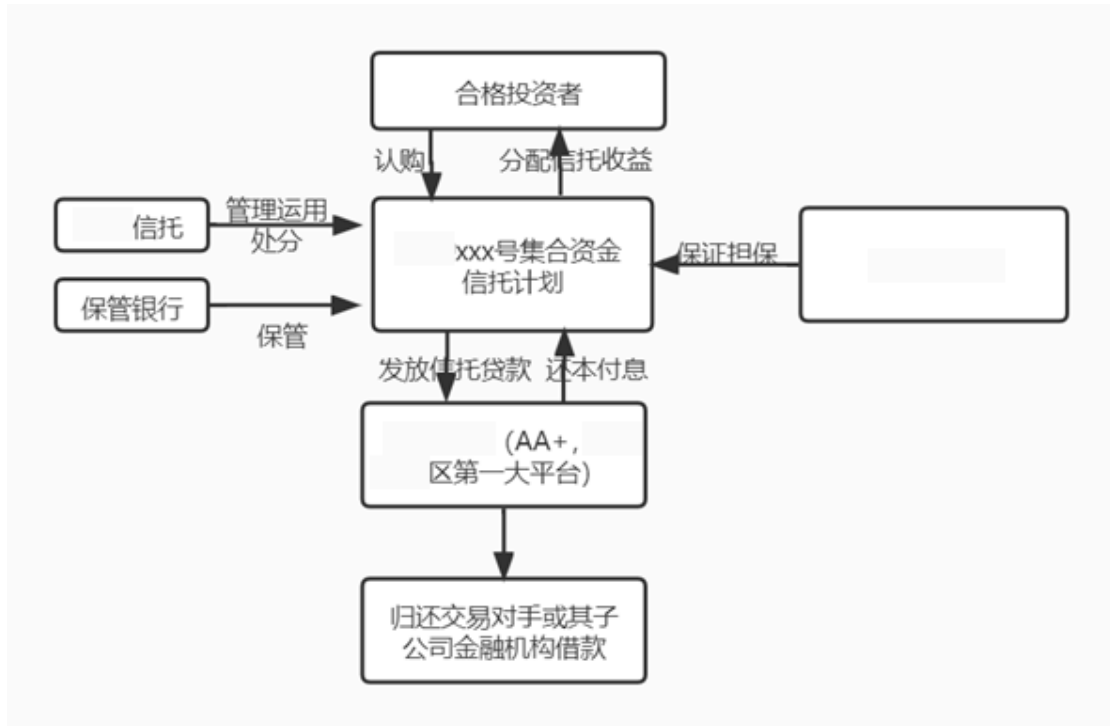 合格投资者
认购
分配信托收益
信托
管理运用
处分
xxx号集合资金
信托计划
保证担保
保管银行
保管
发放信托贷款
还本付息
(AA+,
区第一大平台)
归还交易对手或其子
公司金融机构借款